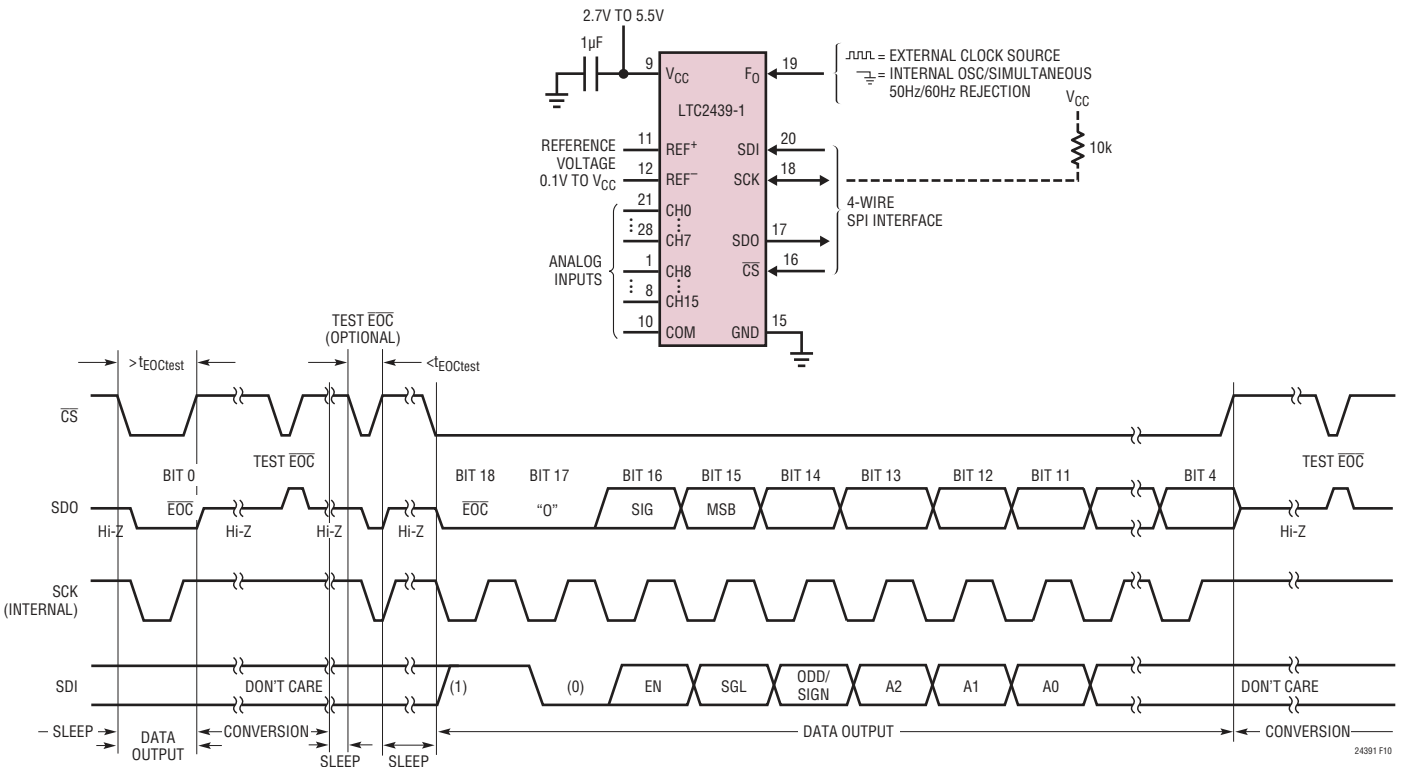 2.7V TO 5.5V
1µF
9
VCC
FO
19
= EXTERNAL CLOCK SOURCE
= INTERNAL OSC/SIMULTANEOUS
50Hz/60Hz REJECTION
VCC
10k
LTC2439-1
REFERENCE
VOLTAGE
0.1V TO VCC
11
REF+
SDI
20
12
REF–
SCK
18
4-WIRE
SPI INTERFACE
21
CH0
28
CH7
SDO
17
ANALOG
INPUTS
1
CH8
CS
16
8
CH15
10
COM
GND
15
TEST EOC
(OPTIONAL)
>tEOCtest
<tEOCtest
CS
TEST EOC
TEST EOC
BIT 0
BIT 18
BIT 17
BIT 16
BIT 15
BIT 14
BIT 13
BIT 12
BIT 11
BIT 4
SDO
EOC
EOC
“0”
SIG
MSB
Hi-Z
Hi-Z
Hi-Z
Hi-Z
Hi-Z
SCK
(INTERNAL)
SDI
DON'T CARE
(1)
(0)
EN
SGL
ODD/
SIGN
A2
A1
A0
DON'T CARE
SLEEP
DATA
OUTPUT
CONVERSION
SLEEP
SLEEP
DATA OUTPUT
CONVERSION
24391 F10